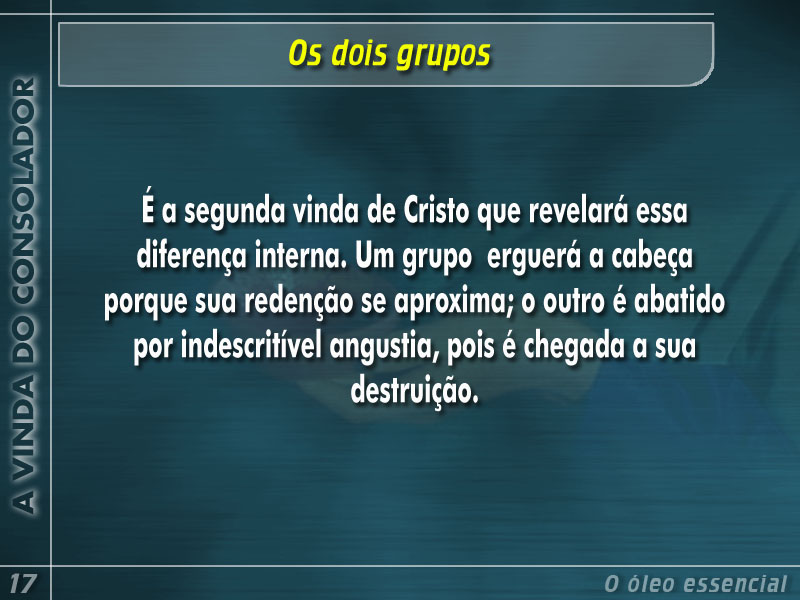 Os dois grupos
A VINDA DO CONSOLADOR
É a segunda vinda de Cristo que revelará essa
diferença interna. Um grupo  erguerá a cabeça
porque sua redenção se aproxima; o outro é abatido
por indescritível angustia, pois é chegada a sua
destruição.
17
O óleo essencial